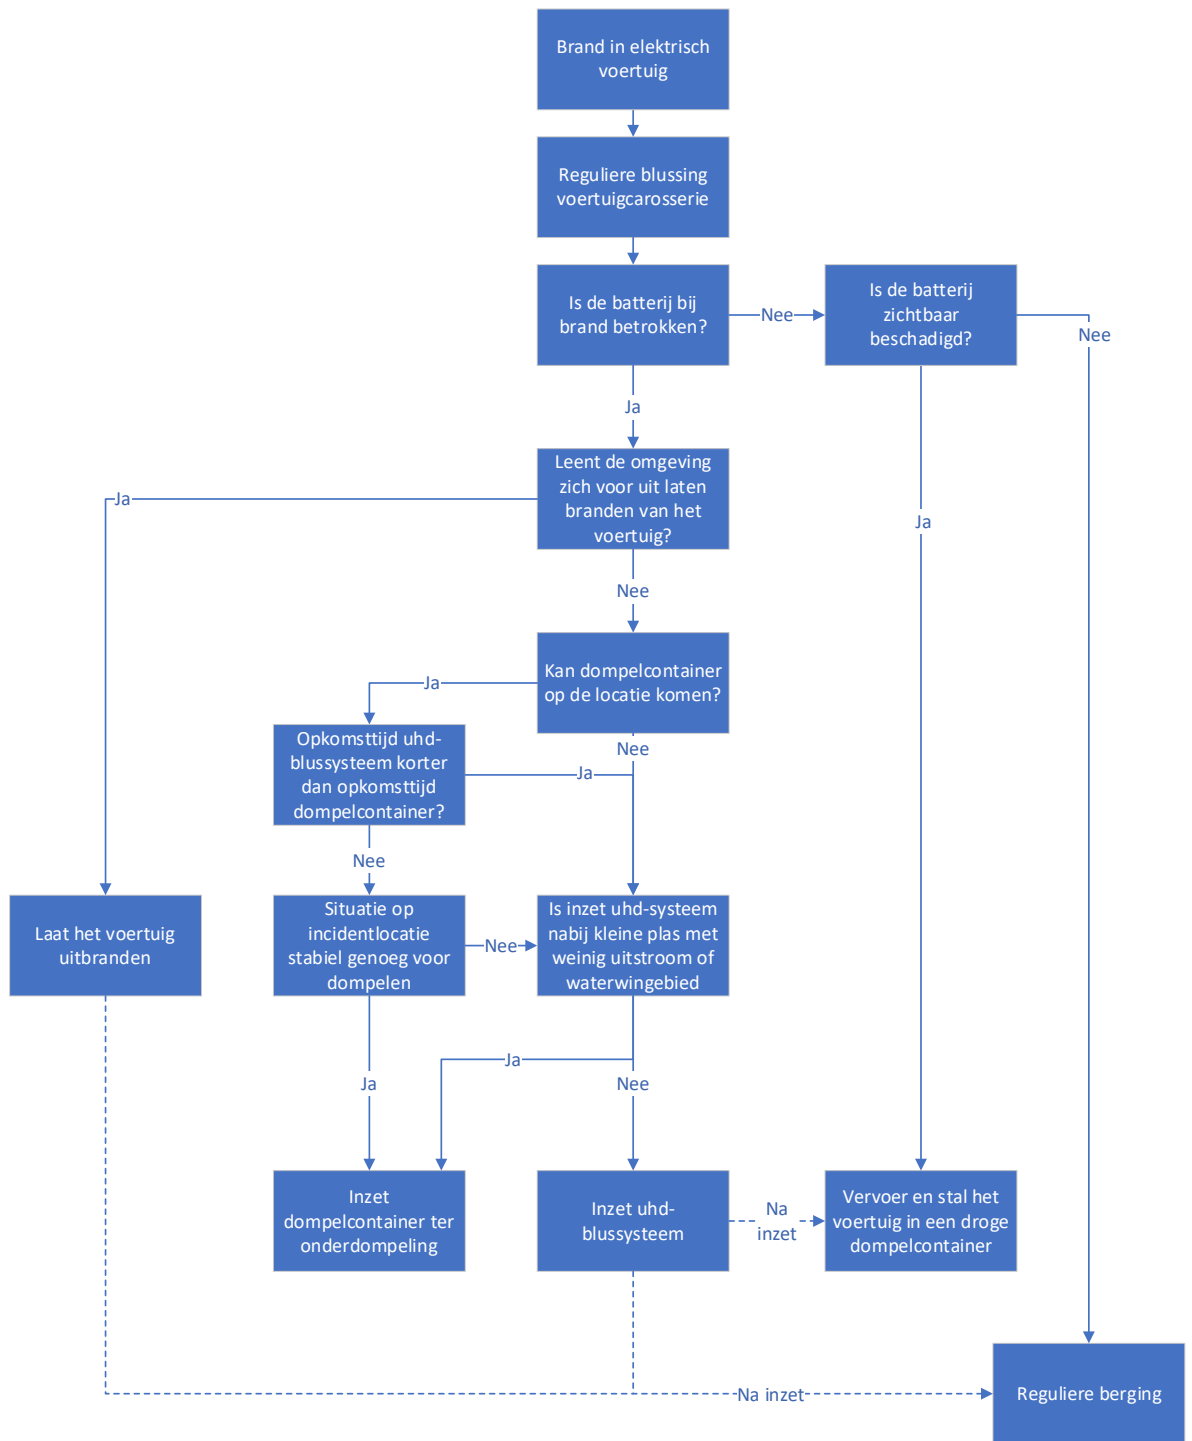 Brand in elektrisch
voertuig
Reguliere blussing
voertuigcarosserie
Is de batterij bij
brand betrokken?
Nee
Is de batterij
zichtbaar
beschadigd?
Nee
Ja
Leent de omgeving
zich voor uit laten
branden van het
voertuig?
Ja
Ja
Nee
Kan dompelcontainer
op de locatie komen?
Ja
Nee
Opkomsttijd uhd-
blussysteem korter
dan opkomsttijd
dompelcontainer?
Ja
Nee
Laat het voertuig
uitbranden
Situatie op
incidentlocatie
stabiel genoeg voor
dompelen
Nee
Is inzet uhd-systeem
nabij kleine plas met
weinig uitstroom of
waterwingebied
Ja
Ja
Nee
Inzet
dompelcontainer ter
onderdompeling
Inzet uhd-
blussysteem
Na
inzet
Vervoer en stal het
voertuig in een droge
dompelcontainer
Na inzet
Reguliere berging